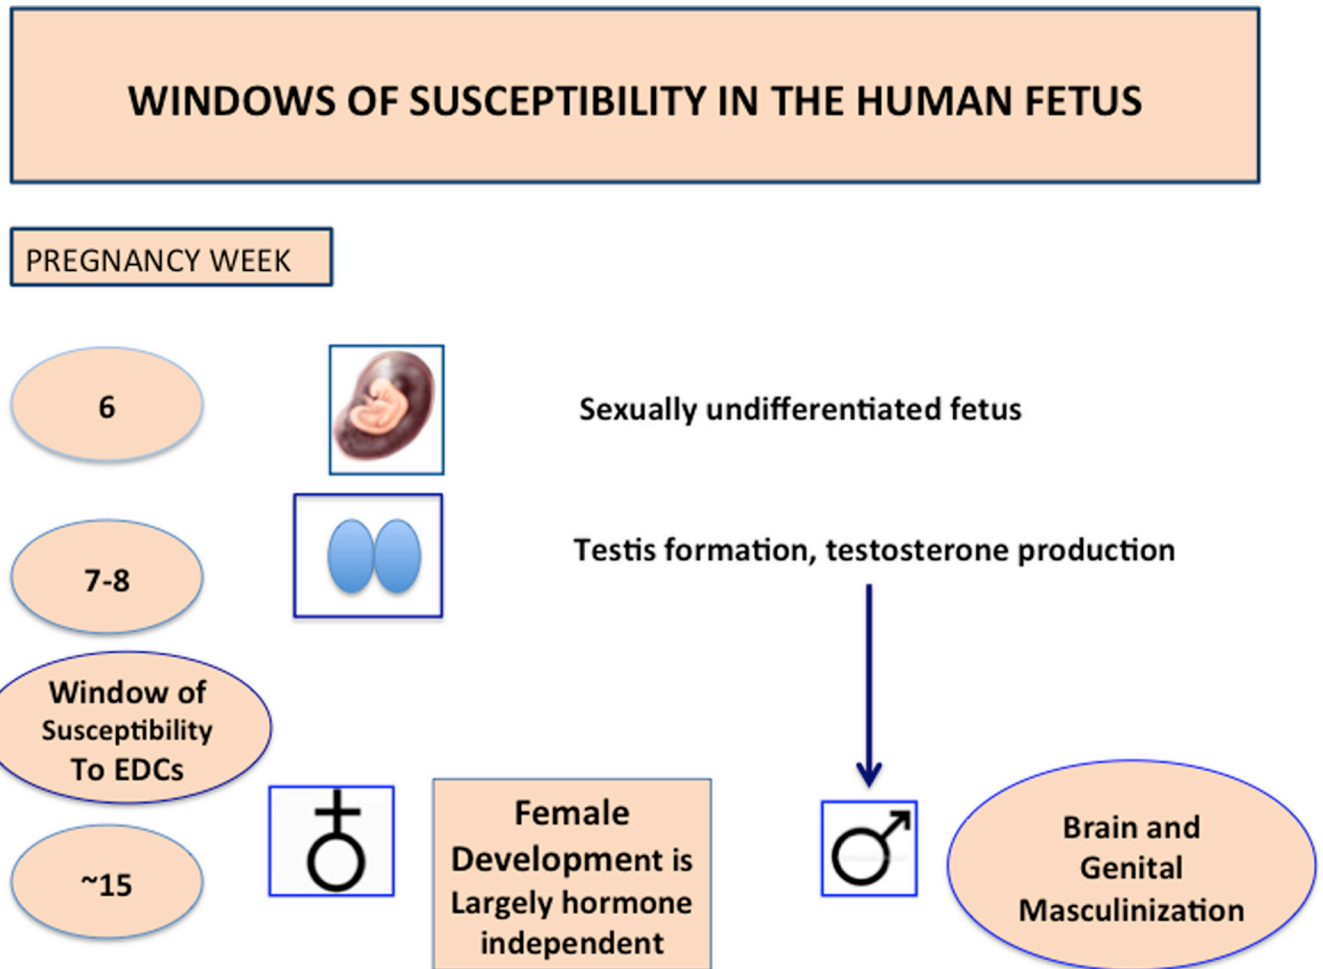 WINDOWS OF SUSCEPTIBILITY IN THE HUMAN FETUS
PREGNANCY WEEK
6
Sexually undifferentiated fetus
7-8
Testis formation, testosterone production
Window of
Susceptibility
To EDCs
~15
Female
Development is
Largely hormone
independent
Brain and
Genital
Masculinization